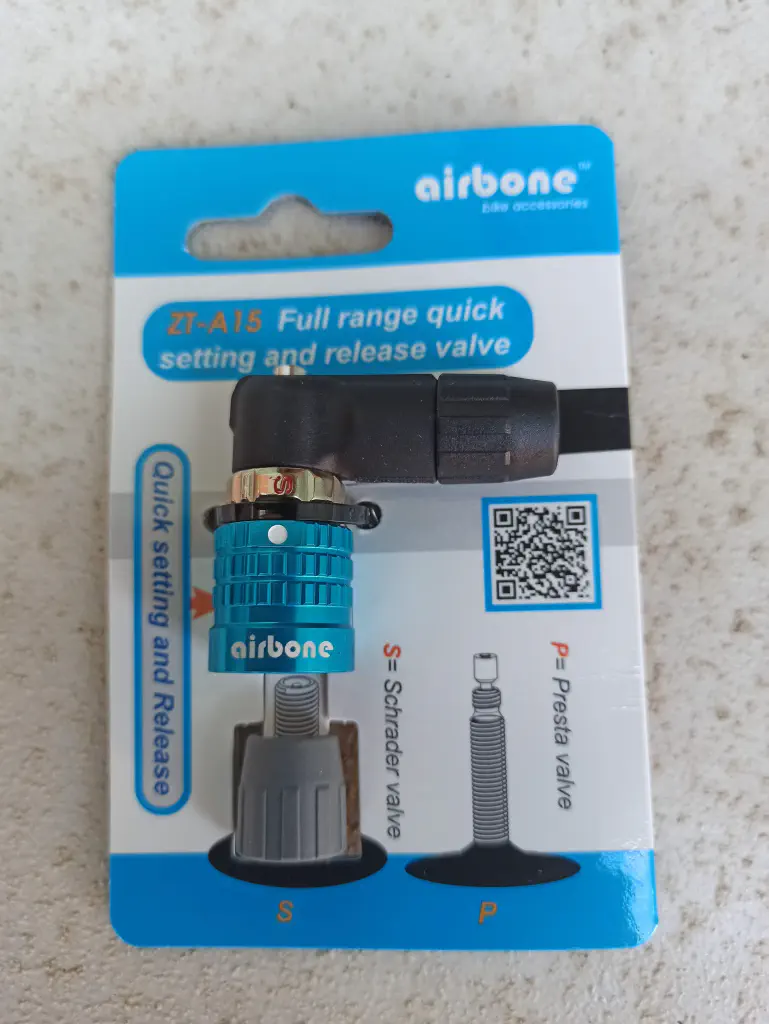 airbone™
bike accessories
ZT-A15 Full range quick
setting and release valve
Quick setting and Release
S
airbone
S= Schrader valve
P= Presta valve
S
P